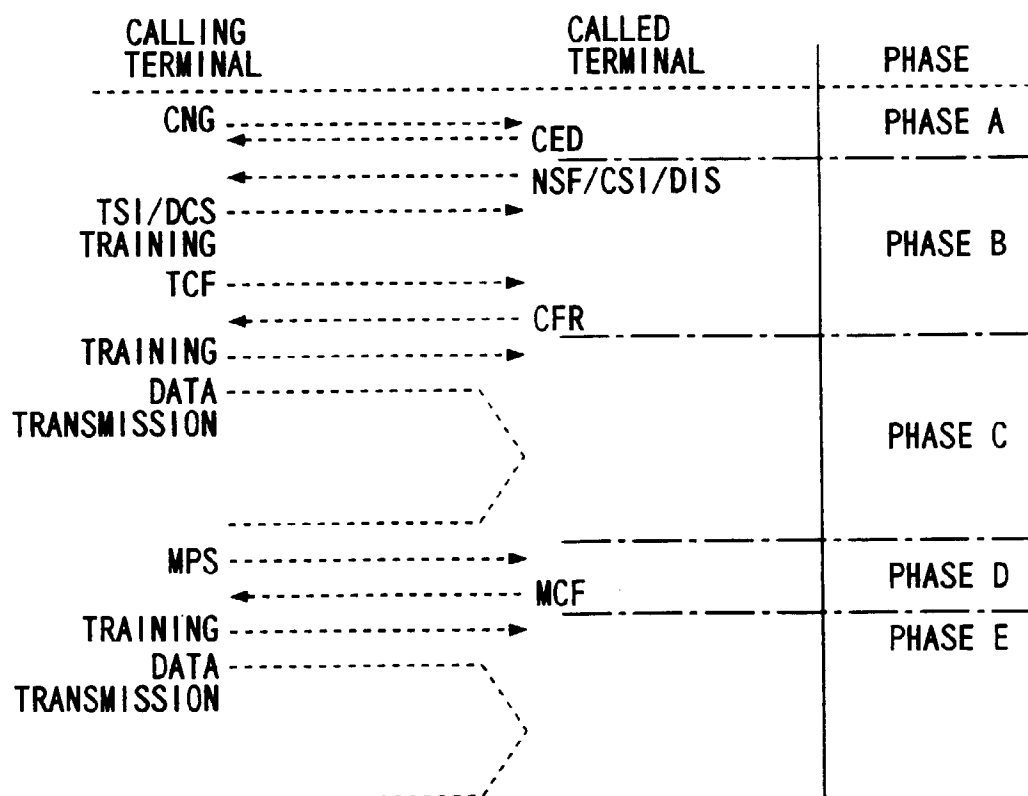 CALLING TERMINAL CALLED TERMINAL PHASE
CNG PHASE A
CED
NSF/CSI/DIS
TSI/DCS
TRAINING PHASE B
TCF
CFR
TRAINING
DATA
TRANSMISSION PHASE C
MPS
MCF PHASE D
TRAINING PHASE E
DATA
TRANSMISSION